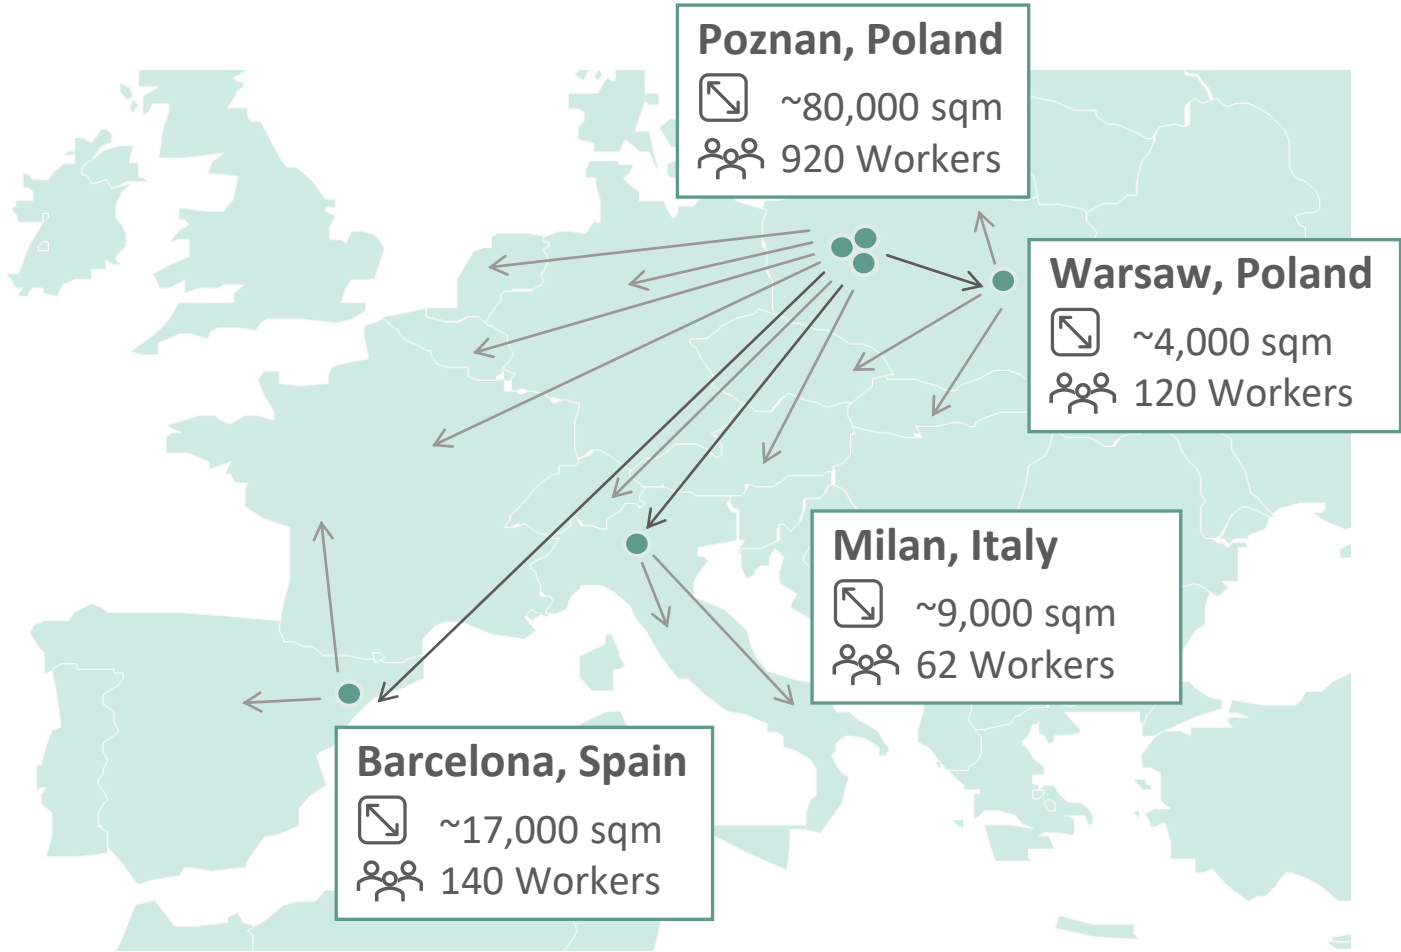 Poznan, Poland
~80,000 sqm
920 Workers
Warsaw, Poland
~4,000 sqm
120 Workers
Milan, Italy
~9,000 sqm
62 Workers
Barcelona, Spain
~17,000 sqm
140 Workers